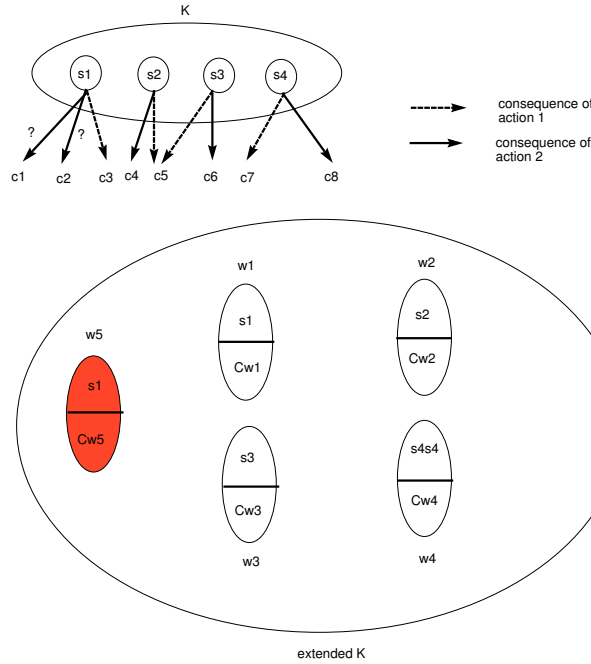 K
s1 s2 s3 s4
? ?
c1 c2 c3 c4 c5 c6 c7 c8
consequence of
action 1
consequence of
action 2
w1 w2
s1 s2
Cw1 Cw2
w5
s1
Cw5
s3 s4s4
Cw3 Cw4
w3 w4
extended K